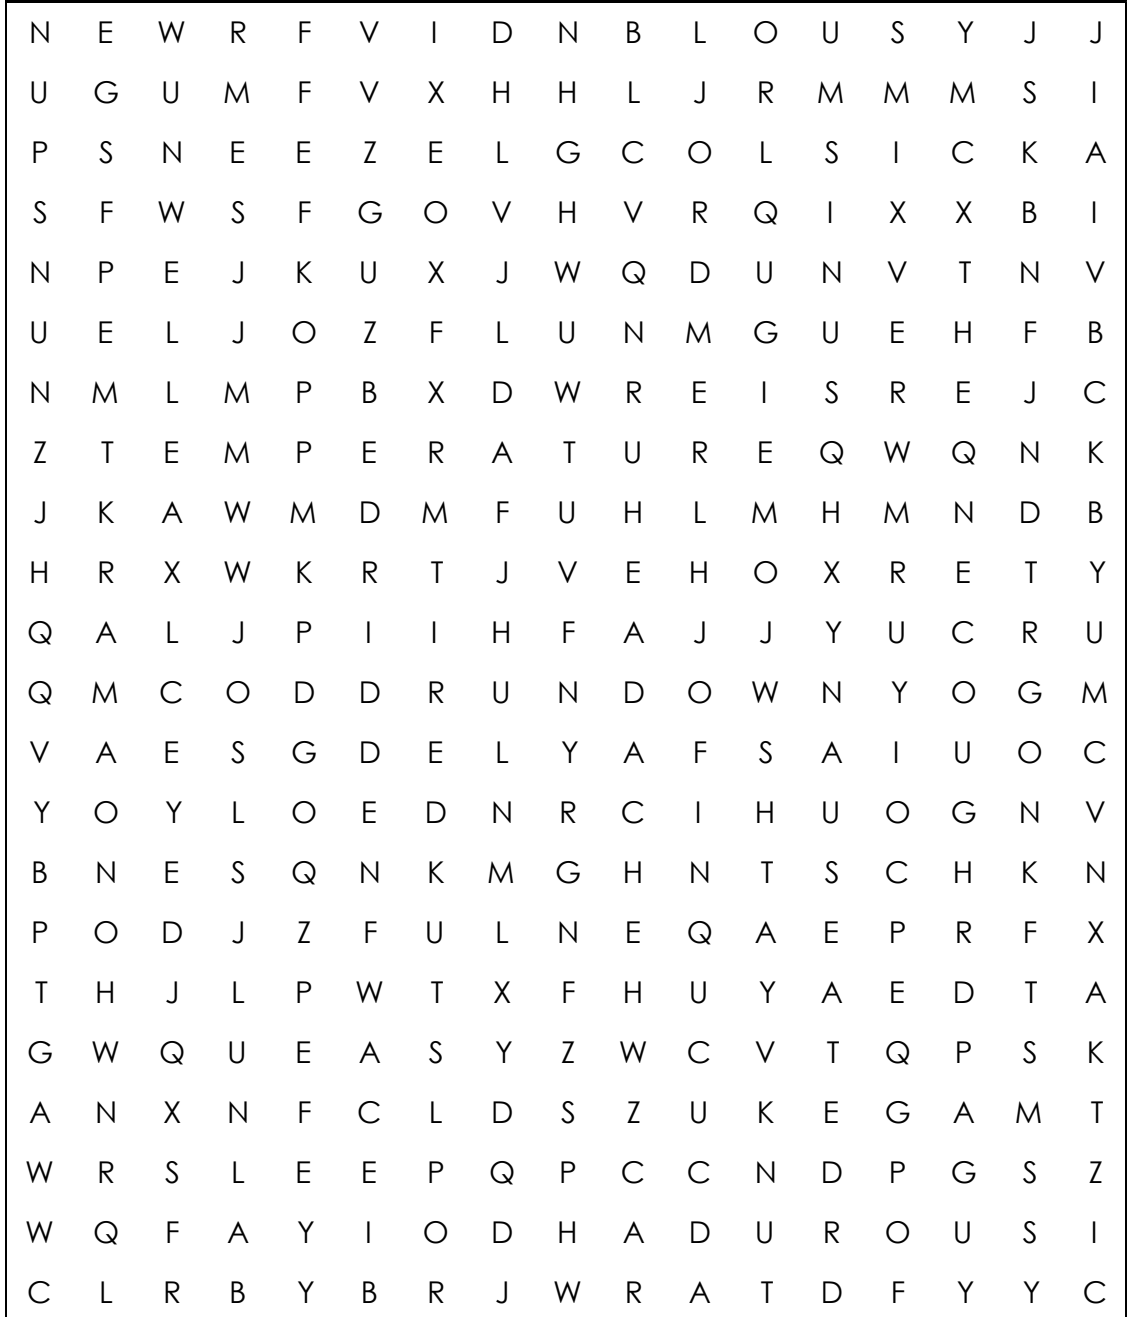 N E W R F V I D N B L O U S Y J J
U G U M F V X H H L J R M M M S I
P S N E E Z E L G C O L S I C K A
S F W S F G O V H V R Q I X X B I
N P E J K U X J W Q D U N V T N V
U E L J O Z F L U N M G U E H F B
N M L M P B X D W R E I S R E J C
Z T E M P E R A T U R E Q W Q N K
J K A W M D M F U H L M H M N D B
H R X W K R T J V E H O X R E T Y
Q A L J P I I H F A J J Y U C R U
Q M C O D D R U N D O W N Y O G M
V A E S G D E L Y A F S A I U O C
Y O Y L O E D N R C I H U O G N V
B N E S Q N K M G H N T S C H K N
P O D J Z F U L N E Q A E P R F X
T H J L P W T X F H U Y A E D T A
G W Q U E A S Y Z W C V T Q P S K
A N X N F C L D S Z U K E G A M T
W R S L E E P Q P C C N D P G S Z
W Q F A Y I O D H A D U R O U S I
C L R B Y B R J W R A T D F Y Y C